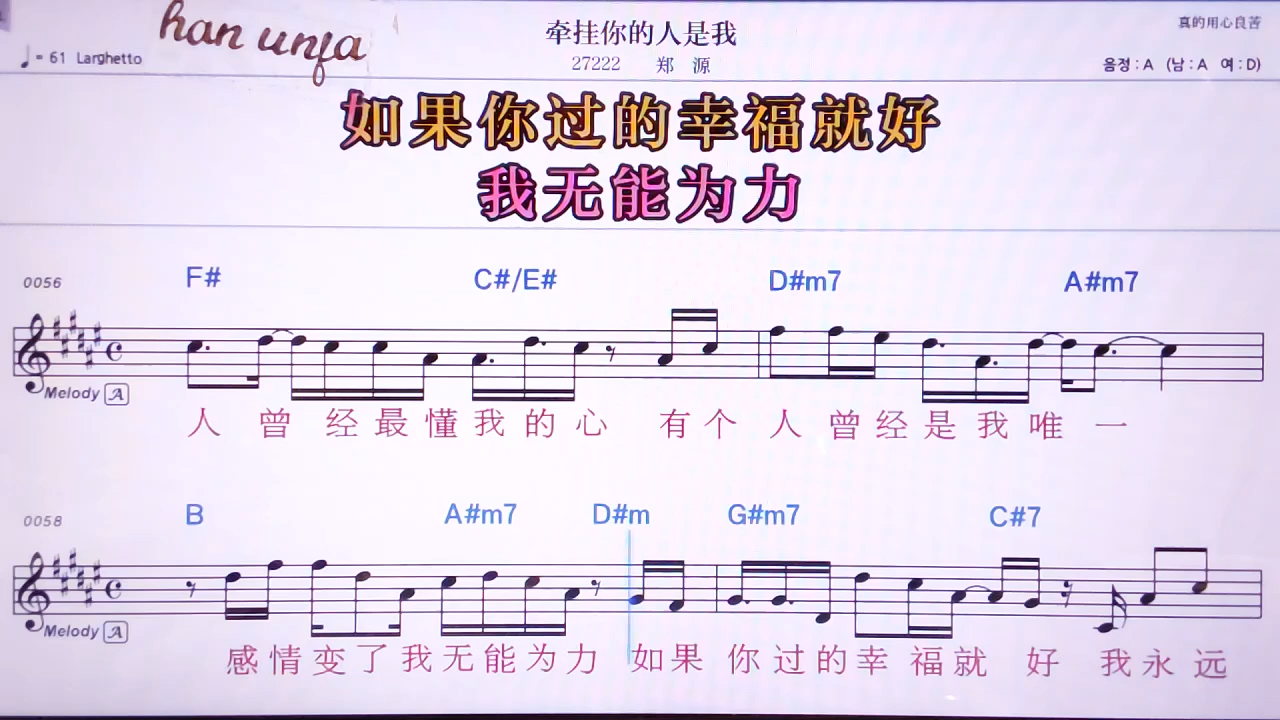 han unfa
牵挂你的人是我
真的用心良苦
♩= 61 Larghetto
27222 郑 源
음정 : A (남 : A 여 : D)
如果你过的幸福就好
我无能为力
0056 F# C#/E# D#m7 A#m7
Melody A
人 曾 经 最 懂 我 的 心 有 个 人 曾 经 是 我 唯 一
0058 B A#m7 D#m G#m7 C#7
Melody A
感 情 变 了 我 无 能 为 力 如 果 你 过 的 幸 福 就 好 我 永 远